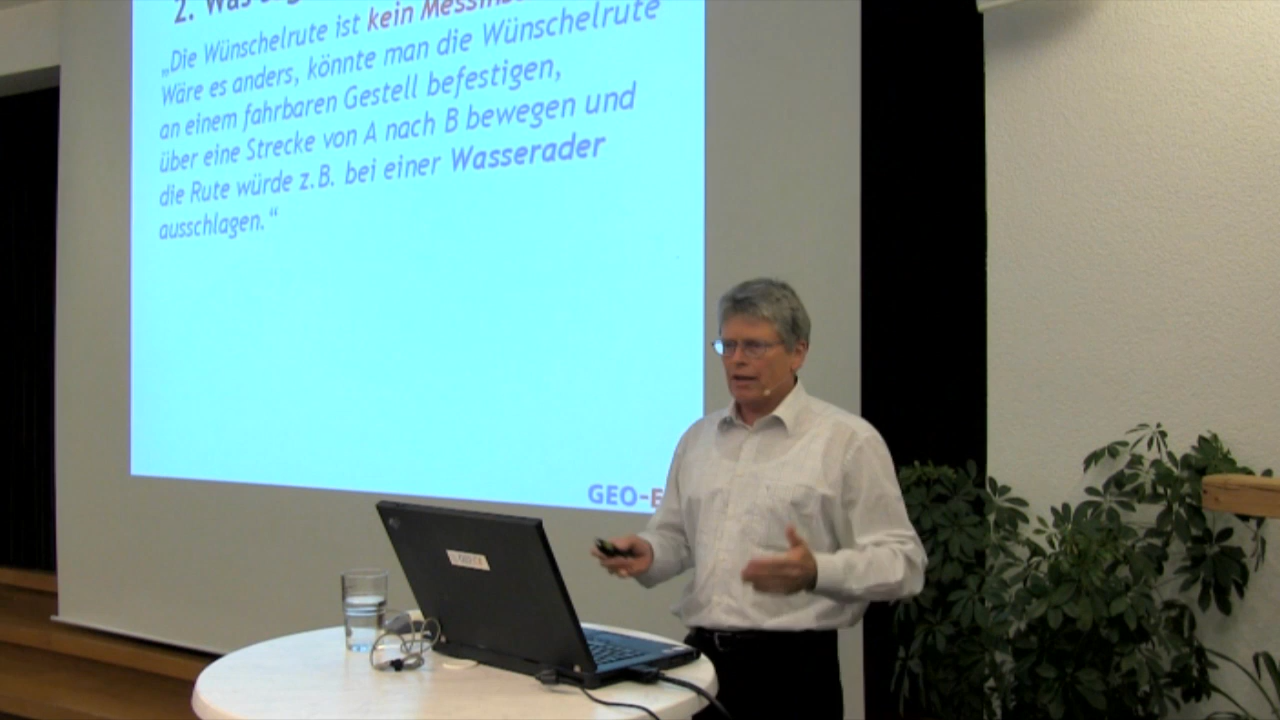 2. Was
„Die Wünschelrute ist kein
Wäre es anders, könnte man die Wünschelrute
an einem fahrbaren Gestell befestigen,
über eine Strecke von A nach B bewegen und
die Rute würde z.B. bei einer Wasserader
ausschlagen.“
GEO-E